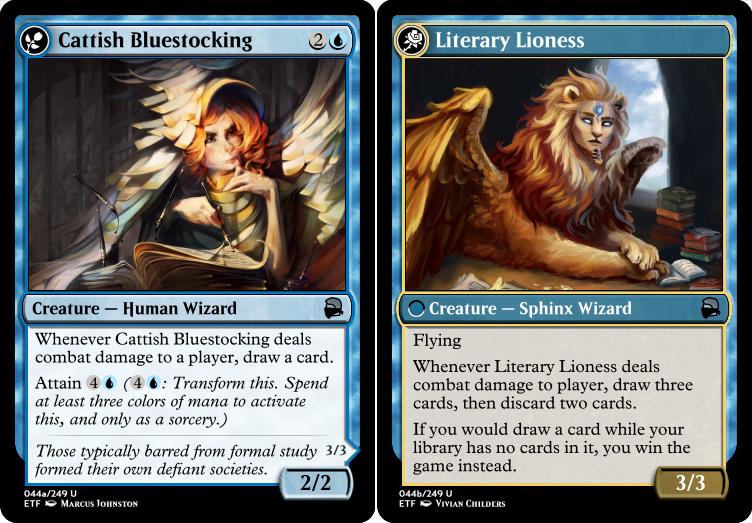 Cattish Bluestocking 2
Creature — Human Wizard
Whenever Cattish Bluestocking deals
combat damage to a player, draw a card.
Attain 4 (4: Transform this. Spend
at least three colors of mana to activate
this, and only as a sorcery.)
Those typically barred from formal study 3/3
formed their own defiant societies.
2/2
044a/249 U
ETF Marcus Johnston
Literary Lioness
Creature — Sphinx Wizard
Flying
Whenever Literary Lioness deals
combat damage to player, draw three
cards, then discard two cards.
If you would draw a card while your
library has no cards in it, you win the
game instead.
3/3
044b/249 U
ETF Vivian Childers